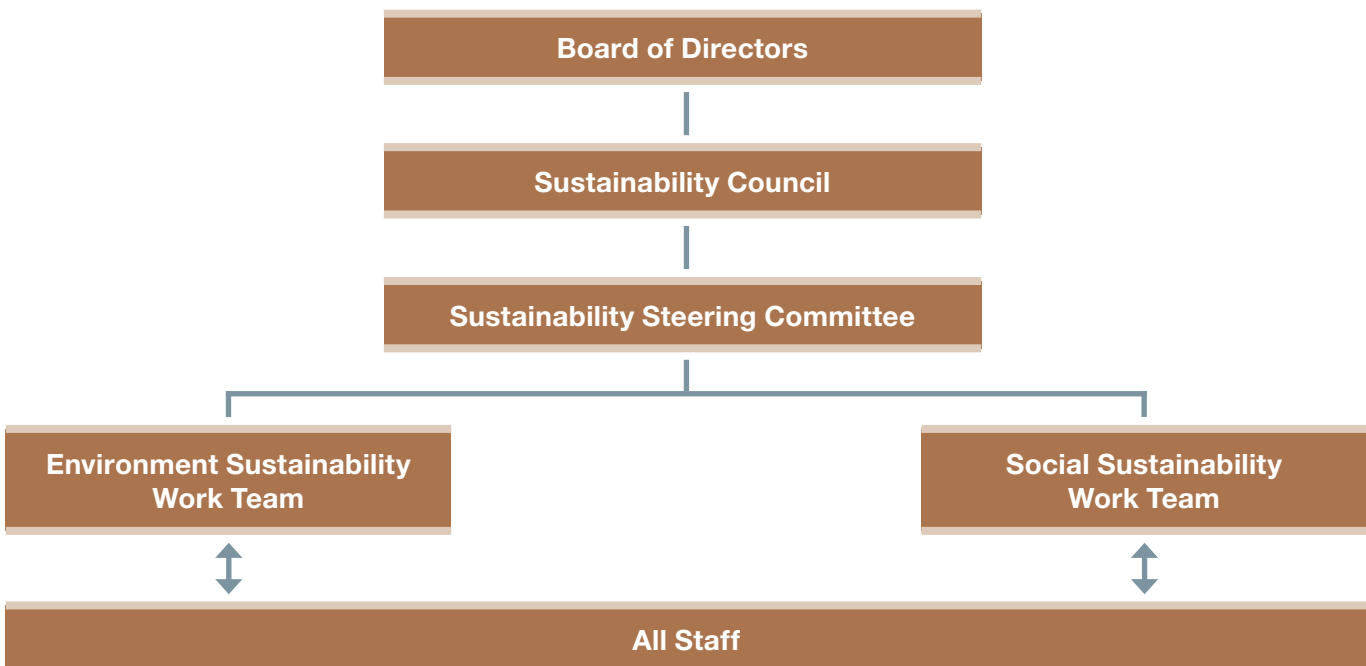 Board of Directors
Sustainability Council
Sustainability Steering Committee
Environment Sustainability
Work Team
Social Sustainability
Work Team
All Staff